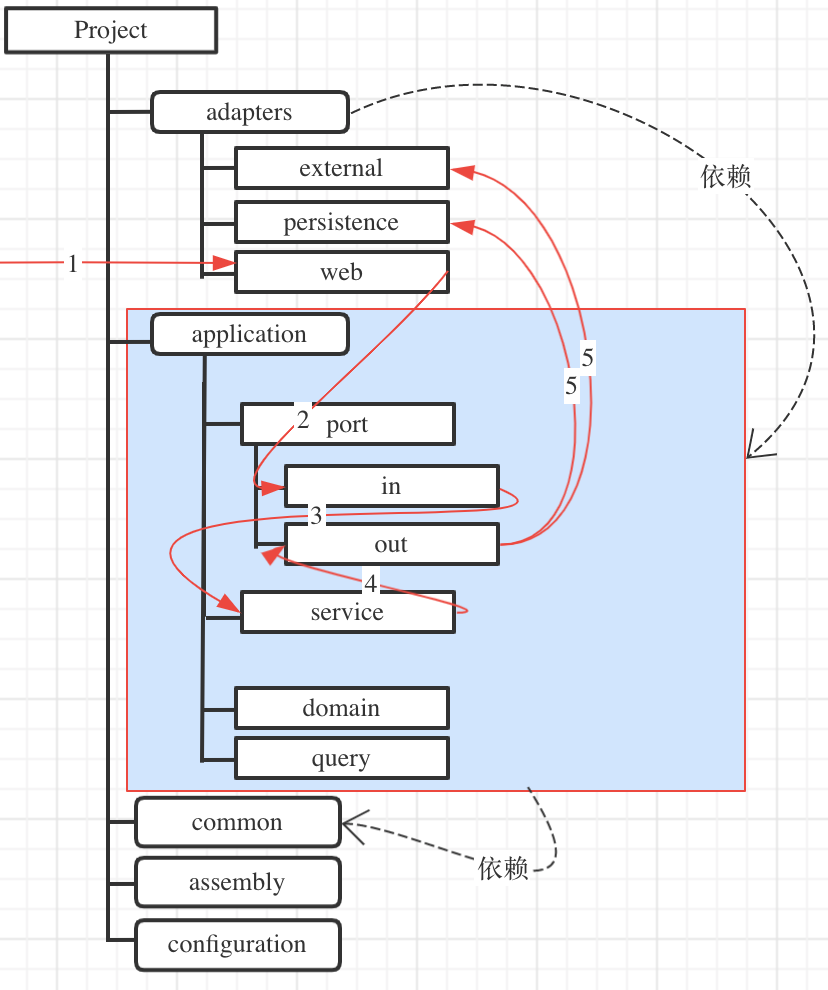 Project
adapters
依赖
external
persistence
1
web
application
5
5
2
port
in
3
out
4
service
domain
query
common
依赖
assembly
configuration